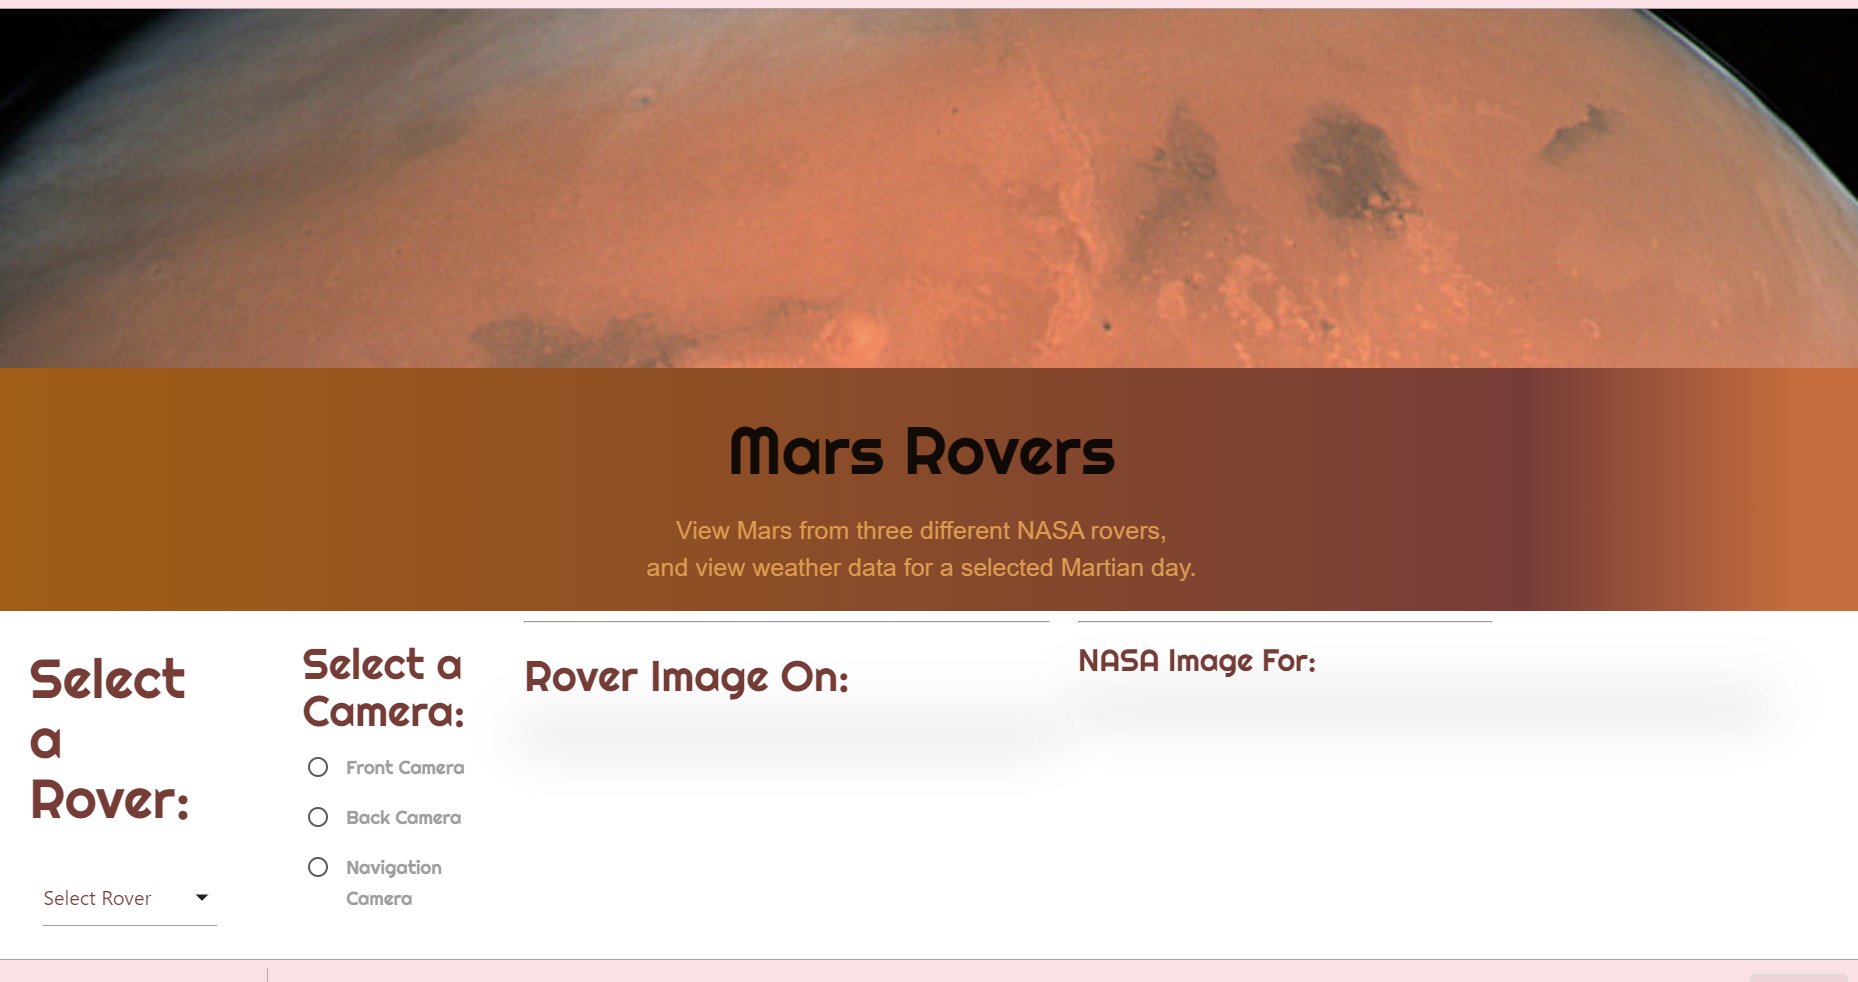 Mars Rovers
View Mars from three different NASA rovers,
and view weather data for a selected Martian day.
Select
a
Rover:
Select Rover
Select a
Camera:
Front Camera
Back Camera
Navigation
Camera
Rover Image On:
NASA Image For: